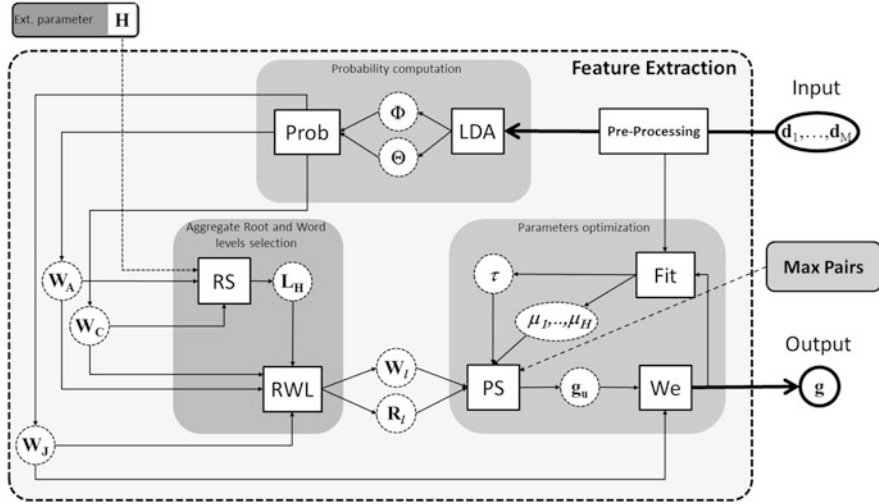 Ext. parameter H
Probability computation
Feature Extraction
Input
Prob
Φ
Θ
LDA
Pre-Processing
d1,...,dM
Aggregate Root and Word
levels selection
Parameters optimization
WA
RS
LH
τ
Fit
Max Pairs
WC
μ1,..,μH
Output
RWL
Wl
Rl
PS
gu
We
g
WJ